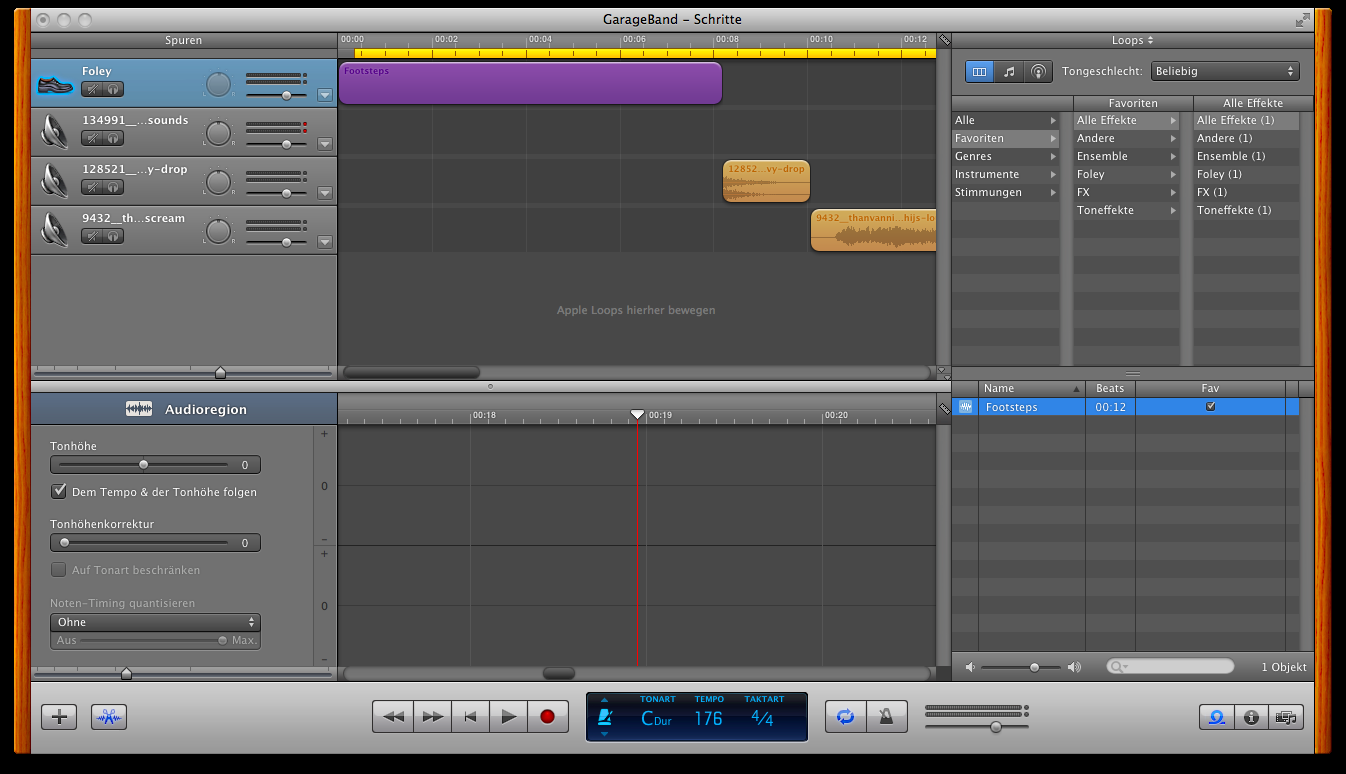 GarageBand – Schritte
Spuren
00:00 00:02 00:04 00:06 00:08 00:10 00:12
Loops
Foley
L R
134991__...sounds
L R
128521__...y-drop
L R
9432__th...scream
L R
Footsteps
12852...vy-drop
9432__thanvanni...hijs-lo
Apple Loops hierher bewegen
Tongeschlecht: Beliebig
Favoriten Alle Effekte
Alle Alle Effekte Alle Effekte (1)
Favoriten Andere Andere (1)
Genres Ensemble Ensemble (1)
Instrumente Foley Foley (1)
Stimmungen FX FX (1)
Toneffekte Toneffekte (1)
Name Beats Fav
Footsteps 00:12
1 Objekt
Audioregion
00:18 00:19 00:20
Tonhöhe
0
Dem Tempo & der Tonhöhe folgen
Tonhöhenkorrektur
0
Auf Tonart beschränken
Noten-Timing quantisieren
Ohne
Aus Max.
+
0
–
+
0
–
TONART TEMPO TAKTART
C Dur 176 4/4